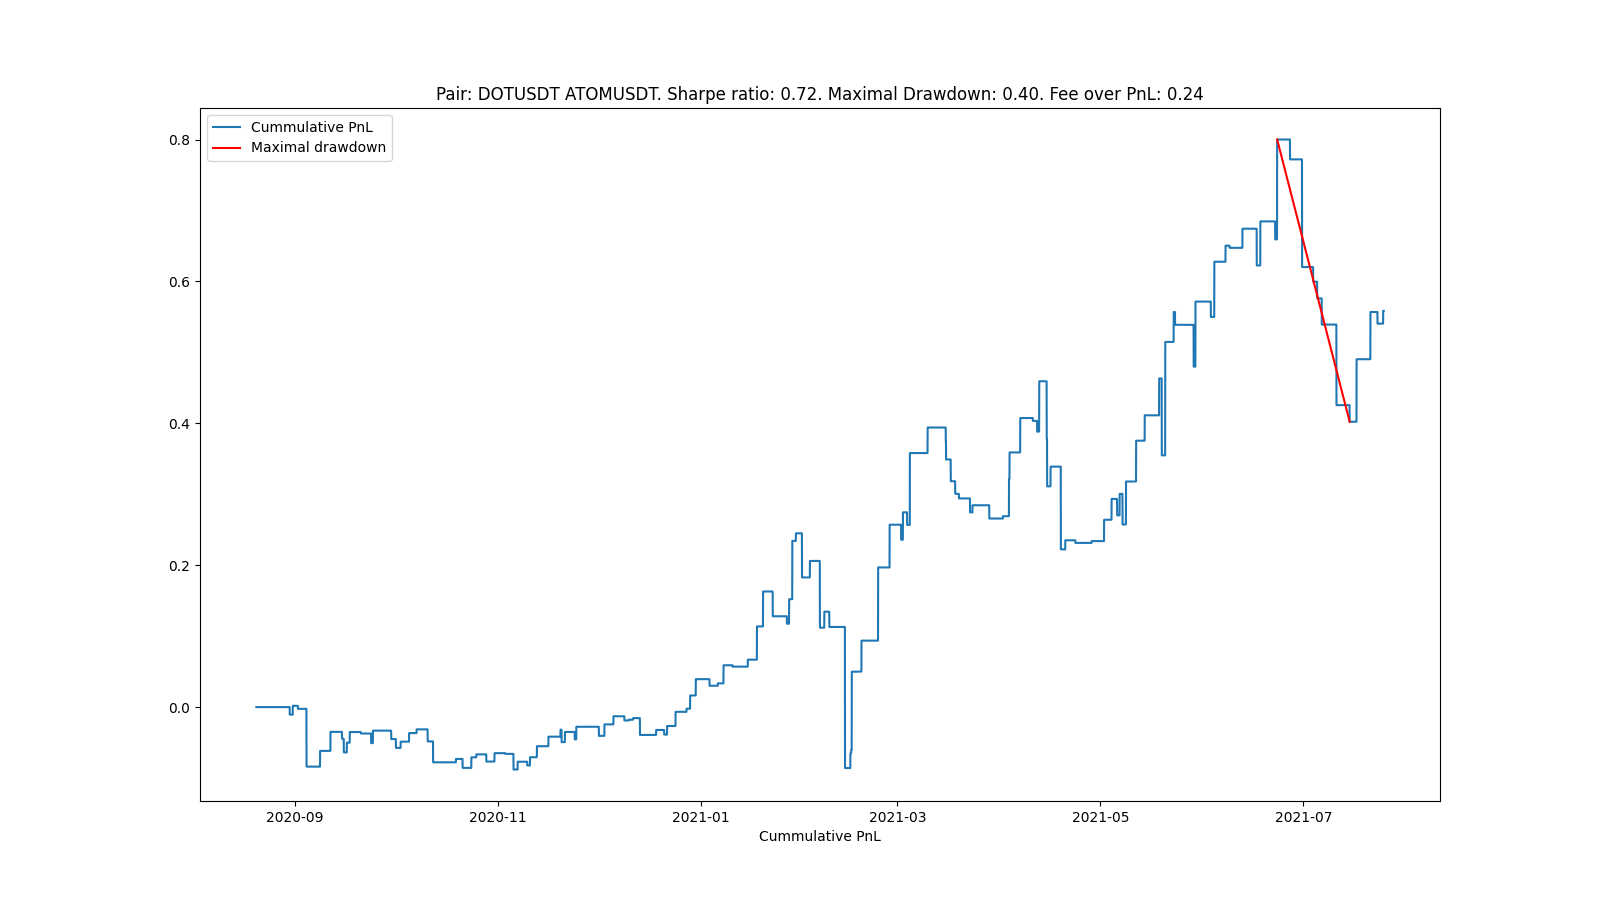 Pair: DOTUSDT ATOMUSDT. Sharpe ratio: 0.72. Maximal Drawdown: 0.40. Fee over PnL: 0.24
Cummulative PnL
Maximal drawdown
0.8
0.6
0.4
0.2
0.0
2020-09 2020-11 2021-01 2021-03 2021-05 2021-07
Cummulative PnL